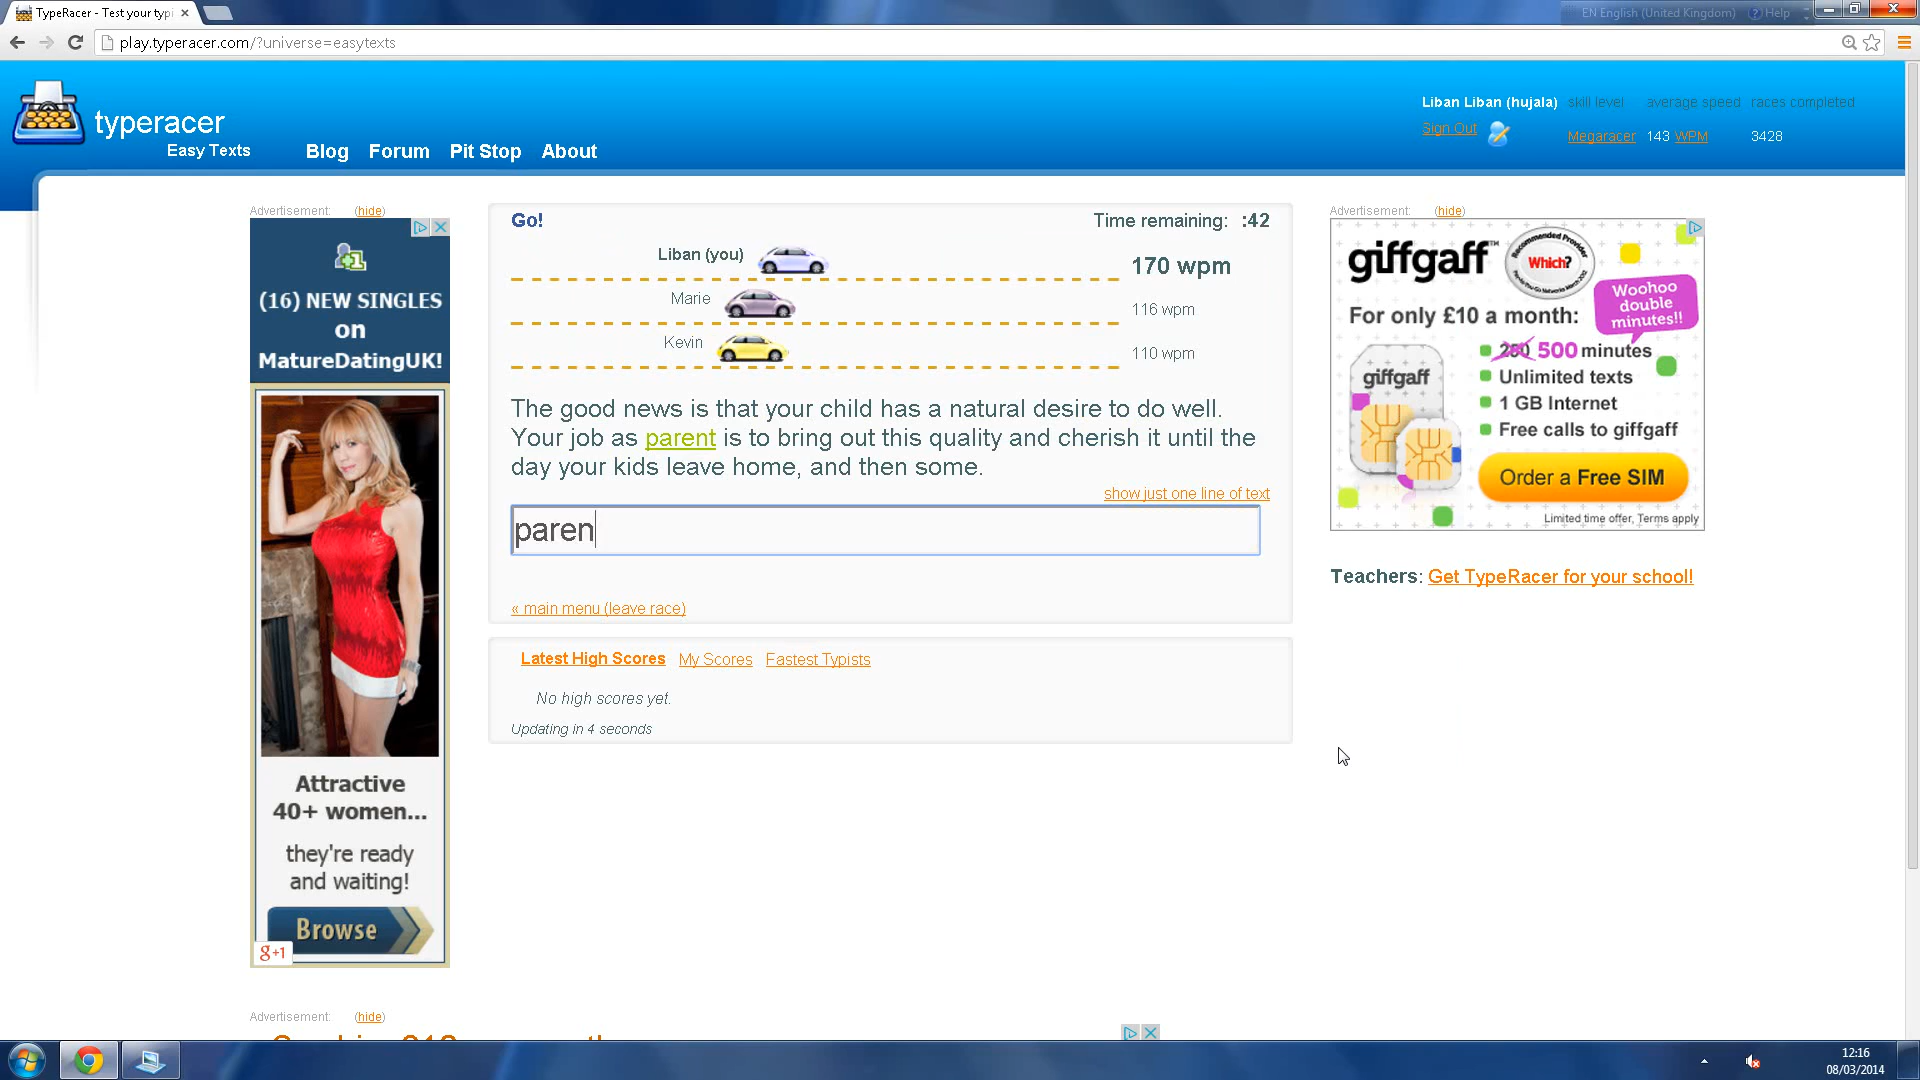 TypeRacer - Test your typi
EN English (United Kingdom)
Help
play.typeracer.com/?universe=easytexts
typeracer
Easy Texts
Blog Forum Pit Stop About
Liban Liban (hujala) skill level average speed races completed
Sign Out Megaracer 143 WPM 3428
Advertisement: (hide)
(16) NEW SINGLES
on
MatureDatingUK!
Attractive
40+ women...
they're ready
and waiting!
Browse
g+1
Go! Time remaining: :42
Liban (you) 170 wpm
Marie 116 wpm
Kevin 110 wpm
The good news is that your child has a natural desire to do well.
Your job as parent is to bring out this quality and cherish it until the
day your kids leave home, and then some.
show just one line of text
paren
« main menu (leave race)
Latest High Scores My Scores Fastest Typists
No high scores yet.
Updating in 4 seconds
Advertisement: (hide)
giffgaff™
Recommended Provider
Which?
Woohoo
double
minutes!!
For only £10 a month:
250 500 minutes
Unlimited texts
1 GB Internet
Free calls to giffgaff
giffgaff
Order a Free SIM
Limited time offer, Terms apply
Teachers: Get TypeRacer for your school!
Advertisement: (hide)
12:16
08/03/2014